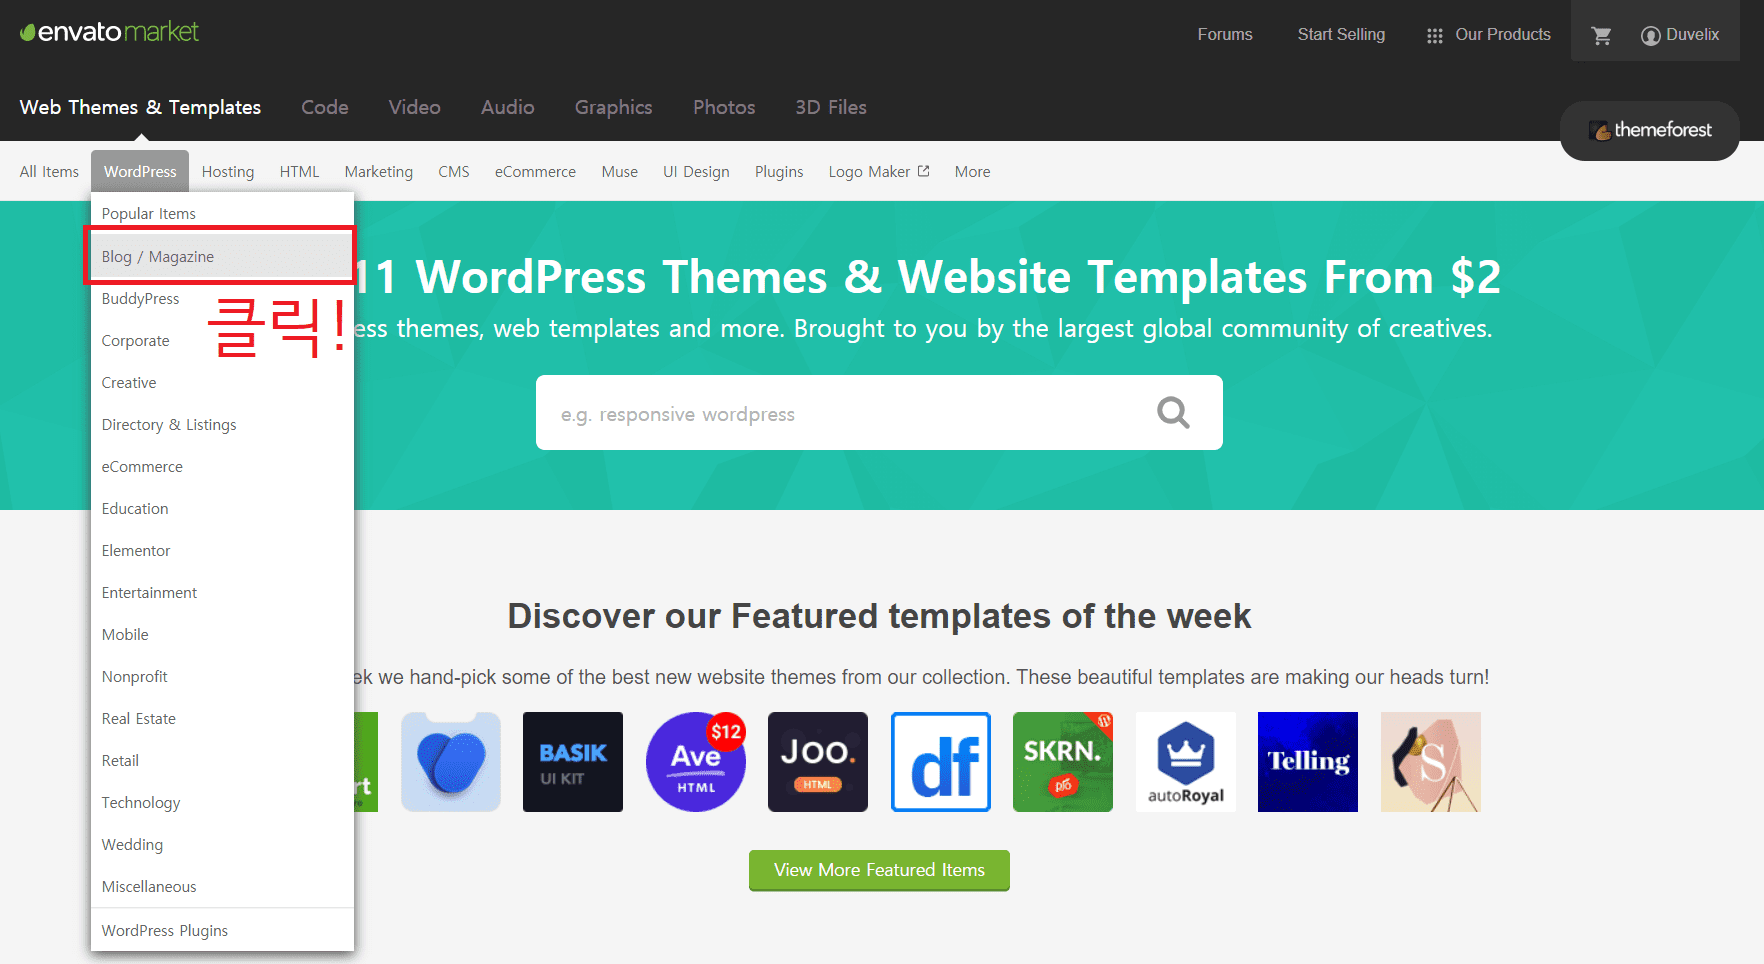 envatomarket
Forums Start Selling Our Products Duvelix
Web Themes & Templates Code Video Audio Graphics Photos 3D Files
themeforest
All Items WordPress Hosting HTML Marketing CMS eCommerce Muse UI Design Plugins Logo Maker More
Popular Items
Blog / Magazine
BuddyPress
Corporate
Creative
Directory & Listings
eCommerce
Education
Elementor
Entertainment
Mobile
Nonprofit
Real Estate
Retail
Technology
Wedding
Miscellaneous
WordPress Plugins
클릭!
11 WordPress Themes & Website Templates From $2
ess themes, web templates and more. Brought to you by the largest global community of creatives.
e.g. responsive wordpress
Discover our Featured templates of the week
ek we hand-pick some of the best new website themes from our collection. These beautiful templates are making our heads turn!
rt
BASIK
UI KIT
$12
Ave
HTML
Joo.
HTML
df
SKRN.
autoRoyal
Telling
S
View More Featured Items